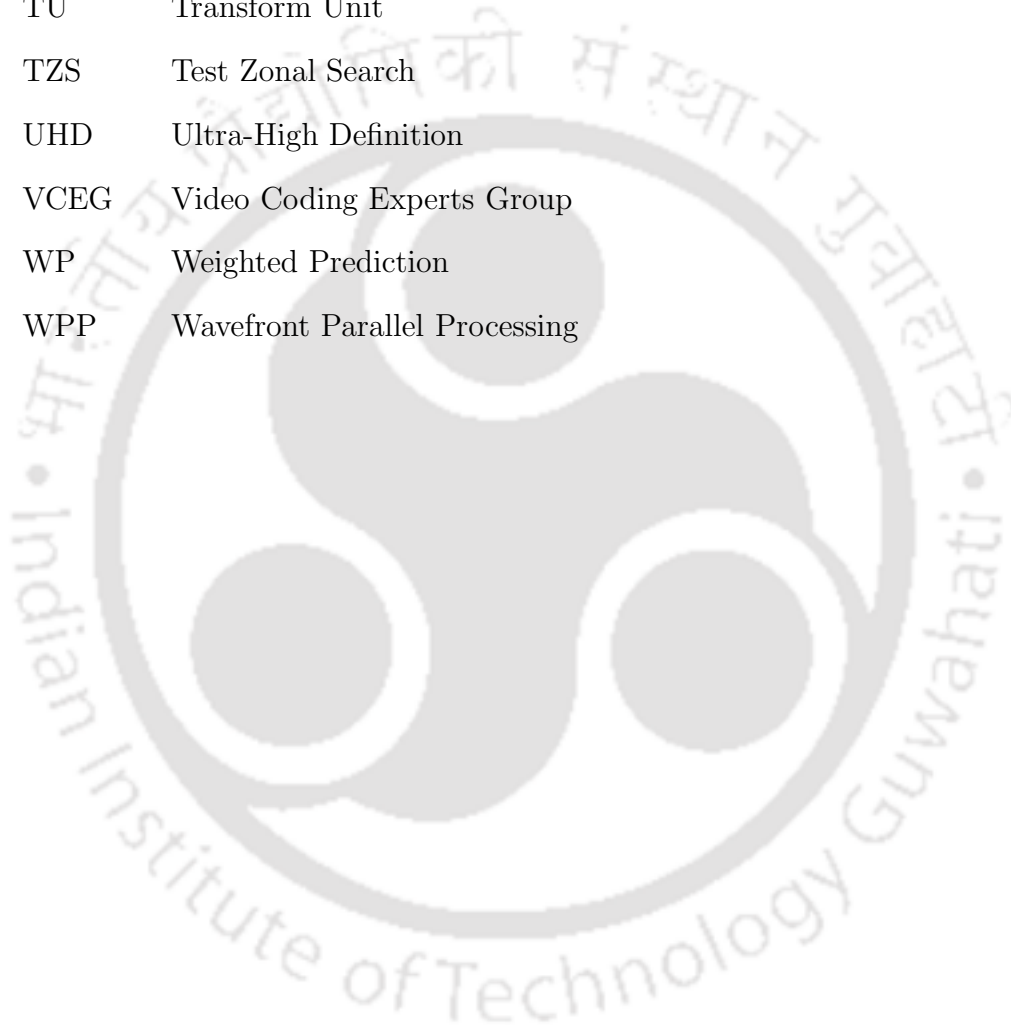 TU Transform Unit
TZS Test Zonal Search
UHD Ultra-High Definition
VCEG Video Coding Experts Group
WP Weighted Prediction
WPP Wavefront Parallel Processing
भारतीय प्रौद्योगिकी संस्थान गुवाहाटी
Indian Institute of Technology Guwahati